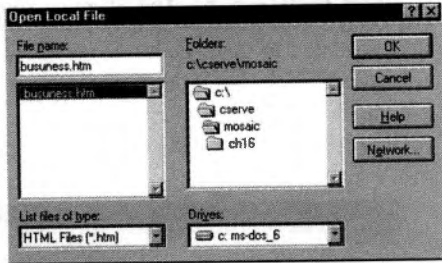 Open Local File
File name:
busuness.htm
busuness.htm
List files of type:
HTML Files (*.htm)
Folders:
c:\cserve\mosaic
c:\
cserve
mosaic
ch16
Drives:
c: ms-dos_6
OK
Cancel
Help
Network...